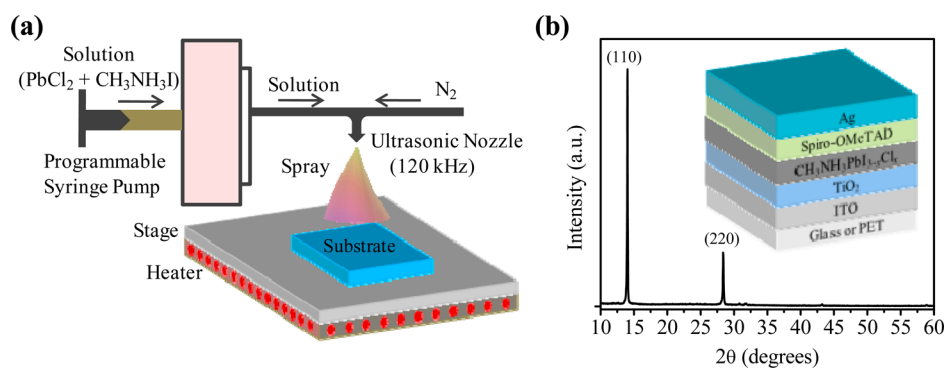 (a)
Solution
(PbCl₂ + CH₃NH₃I)
Programmable
Syringe Pump
Solution
N₂
Ultrasonic Nozzle
(120 kHz)
Spray
Stage
Heater
Substrate
(b)
Intensity (a.u.)
(110)
(220)
Ag
Spiro-OMeTAD
CH₃NH₃PbI₃₋ₓClₓ
TiO₂
ITO
Glass or PET
10 15 20 25 30 35 40 45 50 55 60
2θ (degrees)